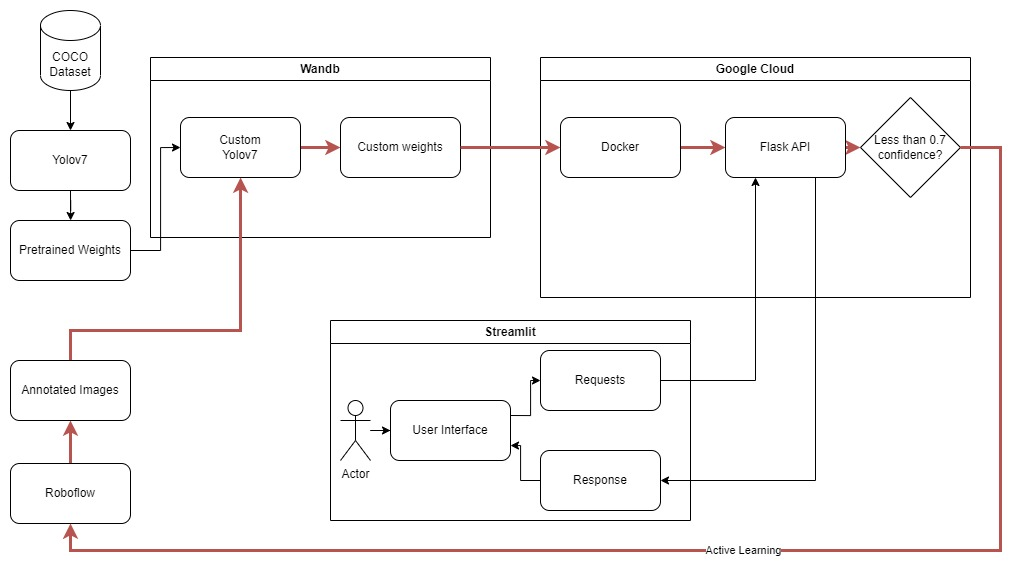 COCO
Dataset
Yolov7
Pretrained Weights
Wandb
Custom
Yolov7
Custom weights
Google Cloud
Docker
Flask API
Less than 0.7
confidence?
Streamlit
Actor
User Interface
Requests
Response
Annotated Images
Roboflow
Active Learning